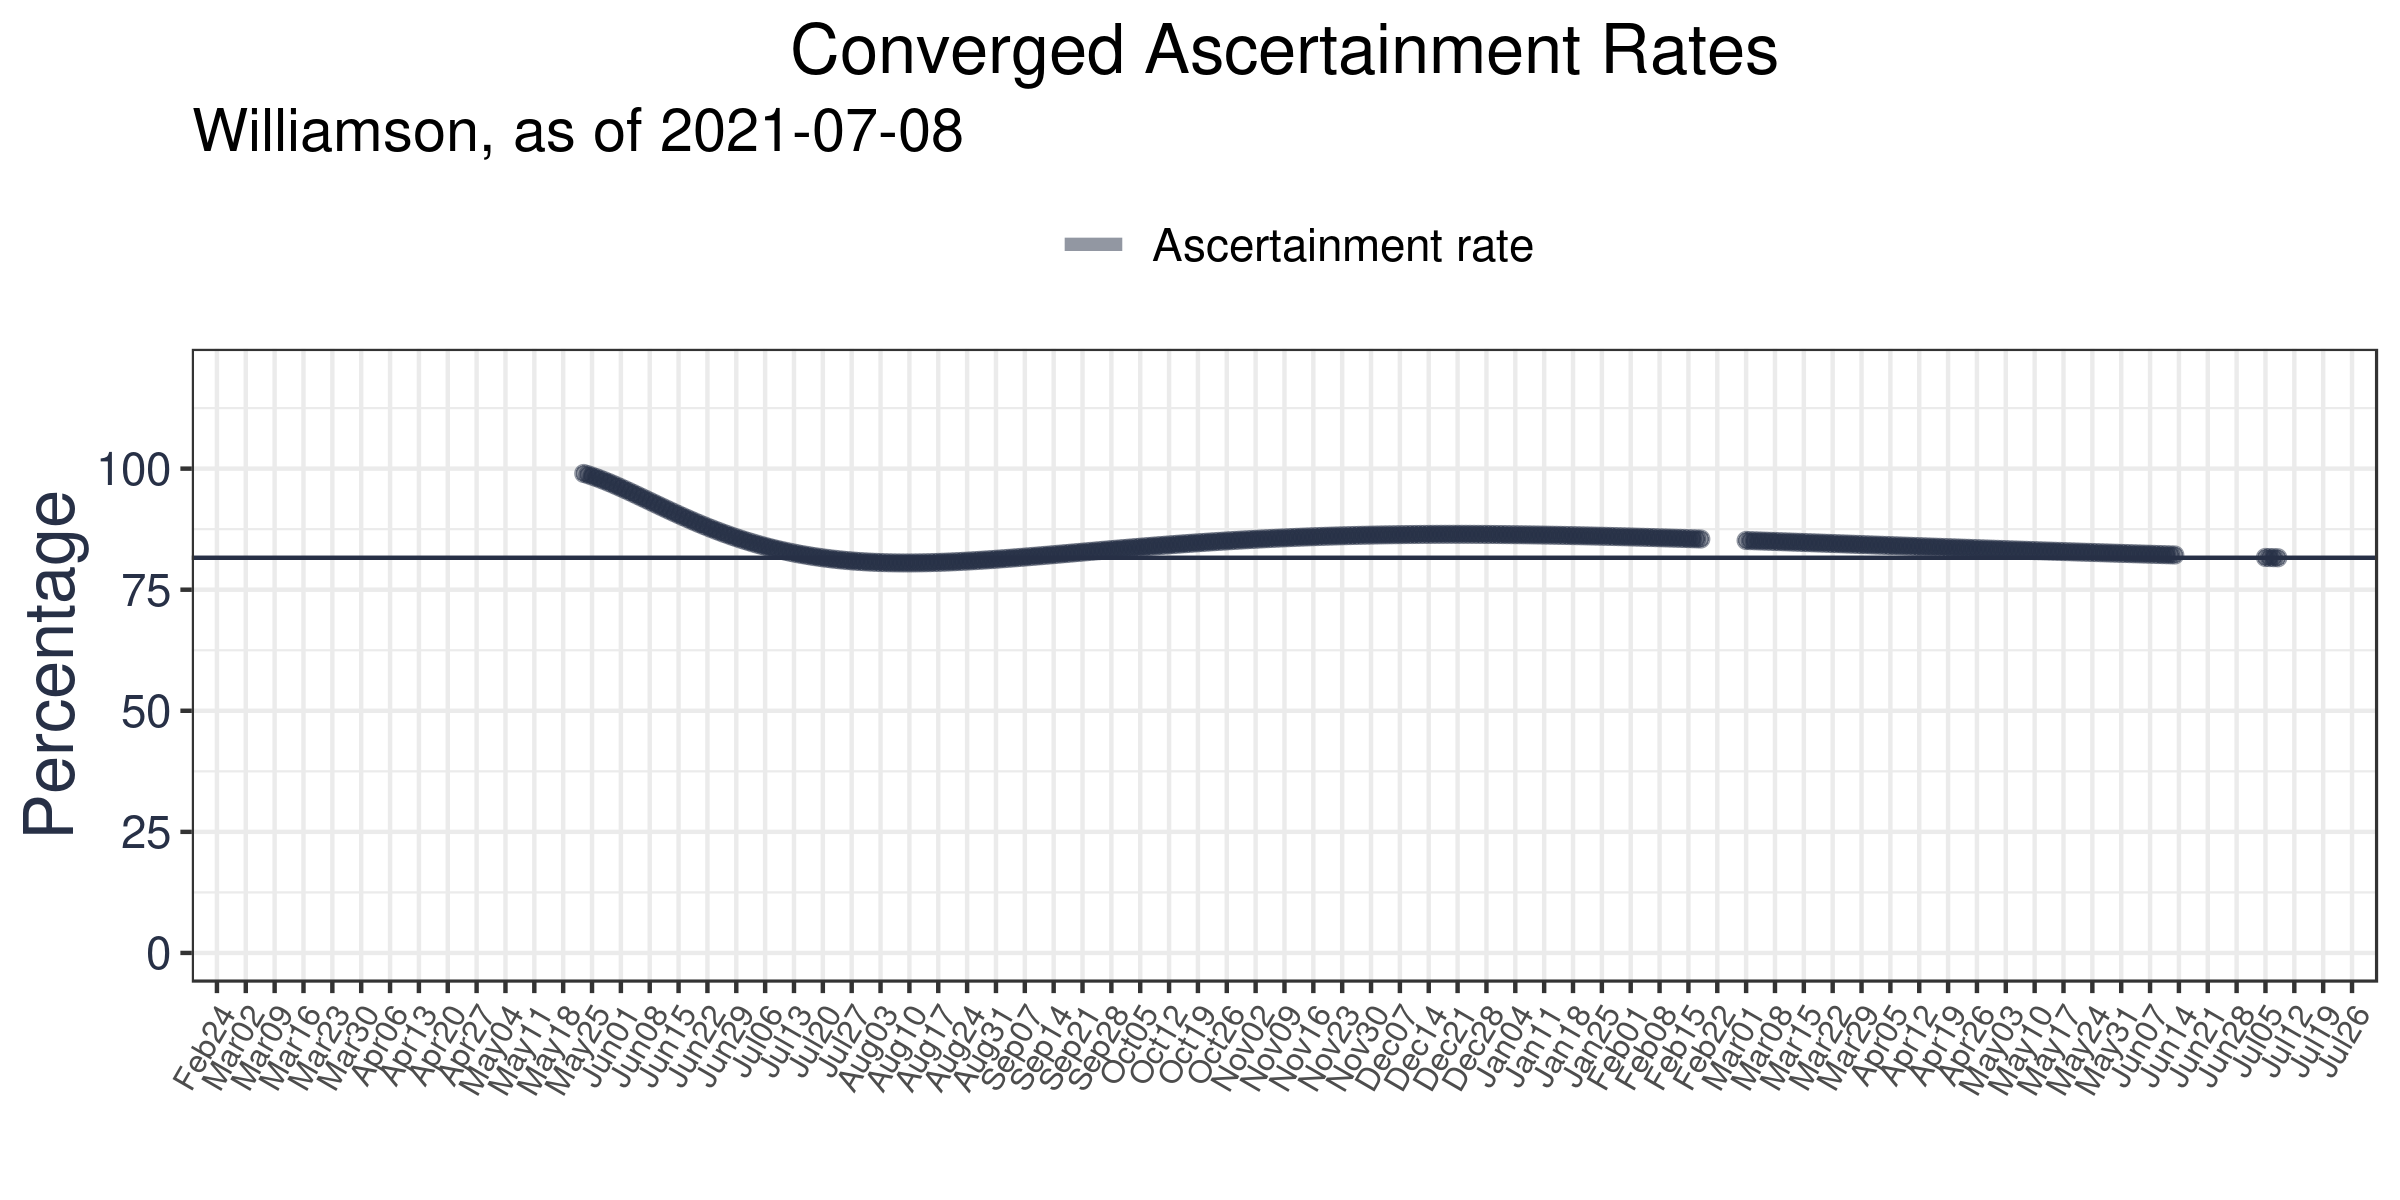 Converged Ascertainment Rates
Williamson, as of 2021-07-08
Ascertainment rate
Percentage
100
75
50
25
0
Feb24
Mar02
Mar09
Mar16
Mar23
Mar30
Apr06
Apr13
Apr20
Apr27
May04
May11
May18
May25
Jun01
Jun08
Jun15
Jun22
Jun29
Jul06
Jul13
Jul20
Jul27
Aug03
Aug10
Aug17
Aug24
Aug31
Sep07
Sep14
Sep21
Sep28
Oct05
Oct12
Oct19
Oct26
Nov02
Nov09
Nov16
Nov23
Nov30
Dec07
Dec14
Dec21
Dec28
Jan04
Jan11
Jan18
Jan25
Feb01
Feb08
Feb15
Feb22
Mar01
Mar08
Mar15
Mar22
Mar29
Apr05
Apr12
Apr19
Apr26
May03
May10
May17
May24
May31
Jun07
Jun14
Jun21
Jun28
Jul05
Jul12
Jul19
Jul26